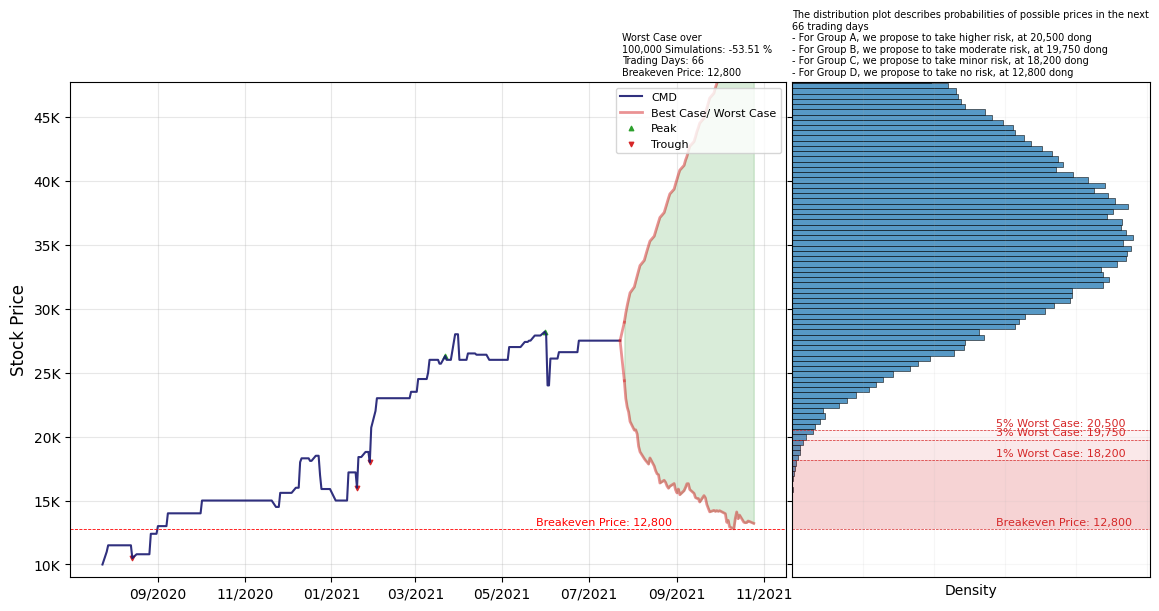 The distribution plot describes probabilities of possible prices in the next
66 trading days
- For Group A, we propose to take higher risk, at 20,500 dong
- For Group B, we propose to take moderate risk, at 19,750 dong
- For Group C, we propose to take minor risk, at 18,200 dong
- For Group D, we propose to take no risk, at 12,800 dong
Worst Case over
100,000 Simulations: -53.51 %
Trading Days: 66
Breakeven Price: 12,800
CMD
Best Case/ Worst Case
Peak
Trough
Stock Price
45K
40K
35K
30K
25K
20K
15K
10K
Breakeven Price: 12,800
09/2020
11/2020
01/2021
03/2021
05/2021
07/2021
09/2021
11/2021
5% Worst Case: 20,500
3% Worst Case: 19,750
1% Worst Case: 18,200
Breakeven Price: 12,800
Density